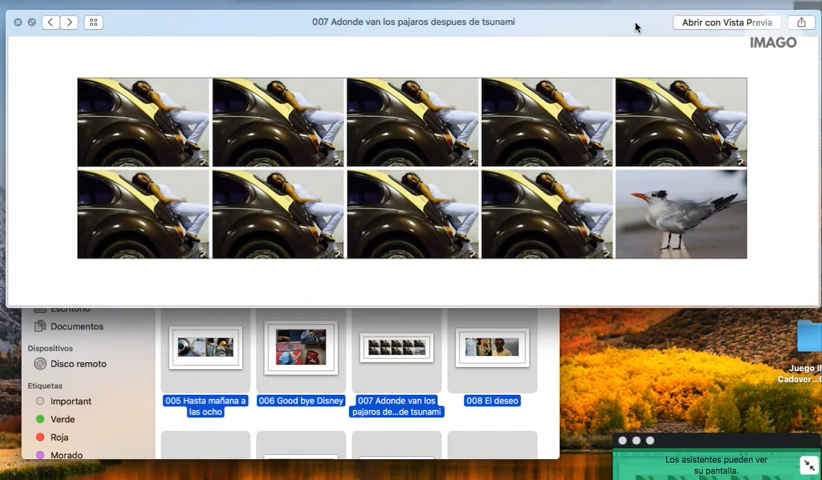 007 Adonde van los pajaros despues de tsunami
Abrir con Vista Previa
IMAGO
Escritorio
Documentos
Dispositivos
Disco remoto
Etiquetas
Important
Verde
Roja
Morado
005 Hasta mañana a
las ocho
006 Good bye Disney
007 Adonde van los
pajaros de...de tsunami
008 El deseo
Juego
Cadaver...
Los asistentes pueden ver
su pantalla.